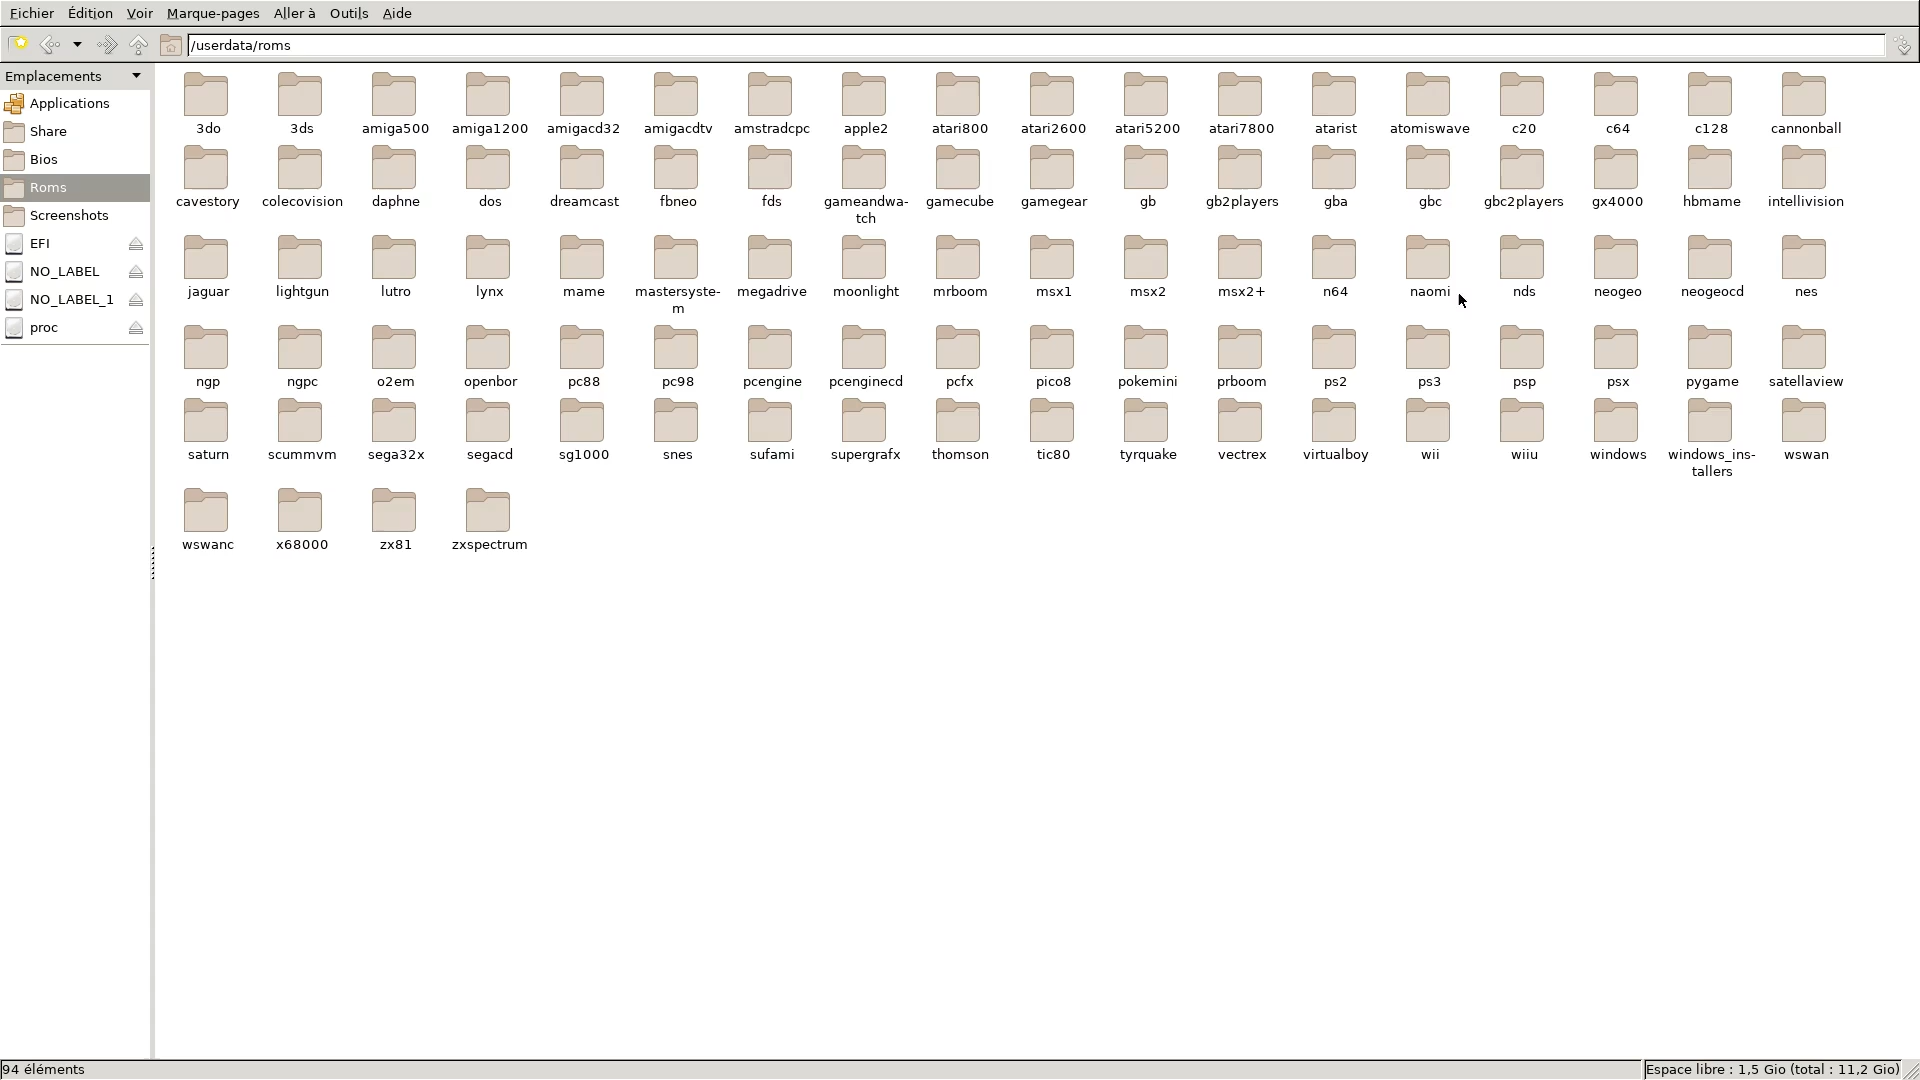 Fichier Édition Voir Marque-pages Aller à Outils Aide
/userdata/roms
Emplacements
Applications
Share
Bios
Roms
Screenshots
EFI
NO_LABEL
NO_LABEL_1
proc
3do 3ds amiga500 amiga1200 amigacd32 amigacdtv amstradcpc apple2 atari800 atari2600 atari5200 atari7800 atarist atomiswave c20 c64 c128 cannonball
cavestory colecovision daphne dos dreamcast fbneo fds gameandwa-
tch gamecube gamegear gb gb2players gba gbc gbc2players gx4000 hbmame intellivision
jaguar lightgun lutro lynx mame mastersyste-
m megadrive moonlight mrboom msx1 msx2 msx2+ n64 naomi nds neogeo neogeocd nes
ngp ngpc o2em openbor pc88 pc98 pcengine pcenginecd pcfx pico8 pokemini prboom ps2 ps3 psp psx pygame satellaview
saturn scummvm sega32x segacd sg1000 snes sufami supergrafx thomson tic80 tyrquake vectrex virtualboy wii wiiu windows windows_ins-
tallers wswan
wswanc x68000 zx81 zxspectrum
94 éléments
Espace libre : 1,5 Gio (total : 11,2 Gio)